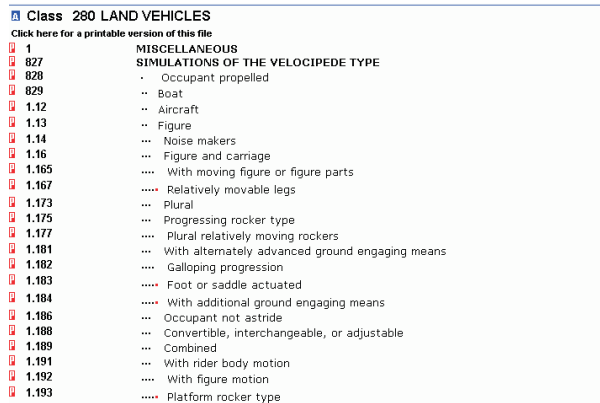 A Class 280 LAND VEHICLES
Click here for a printable version of this file
P 1 MISCELLANEOUS
P 827 SIMULATIONS OF THE VELOCIPEDE TYPE
P 828 . Occupant propelled
P 829 .. Boat
P 1.12 .. Aircraft
P 1.13 .. Figure
P 1.14 ... Noise makers
P 1.16 ... Figure and carriage
P 1.165 .... With moving figure or figure parts
P 1.167 ..... Relatively movable legs
P 1.173 ... Plural
P 1.175 ... Progressing rocker type
P 1.177 .... Plural relatively moving rockers
P 1.181 ... With alternately advanced ground engaging means
P 1.182 .... Galloping progression
P 1.183 ..... Foot or saddle actuated
P 1.184 ..... With additional ground engaging means
P 1.186 ... Occupant not astride
P 1.188 ... Convertible, interchangeable, or adjustable
P 1.189 ... Combined
P 1.191 ... With rider body motion
P 1.192 .... With figure motion
P 1.193 ..... Platform rocker type